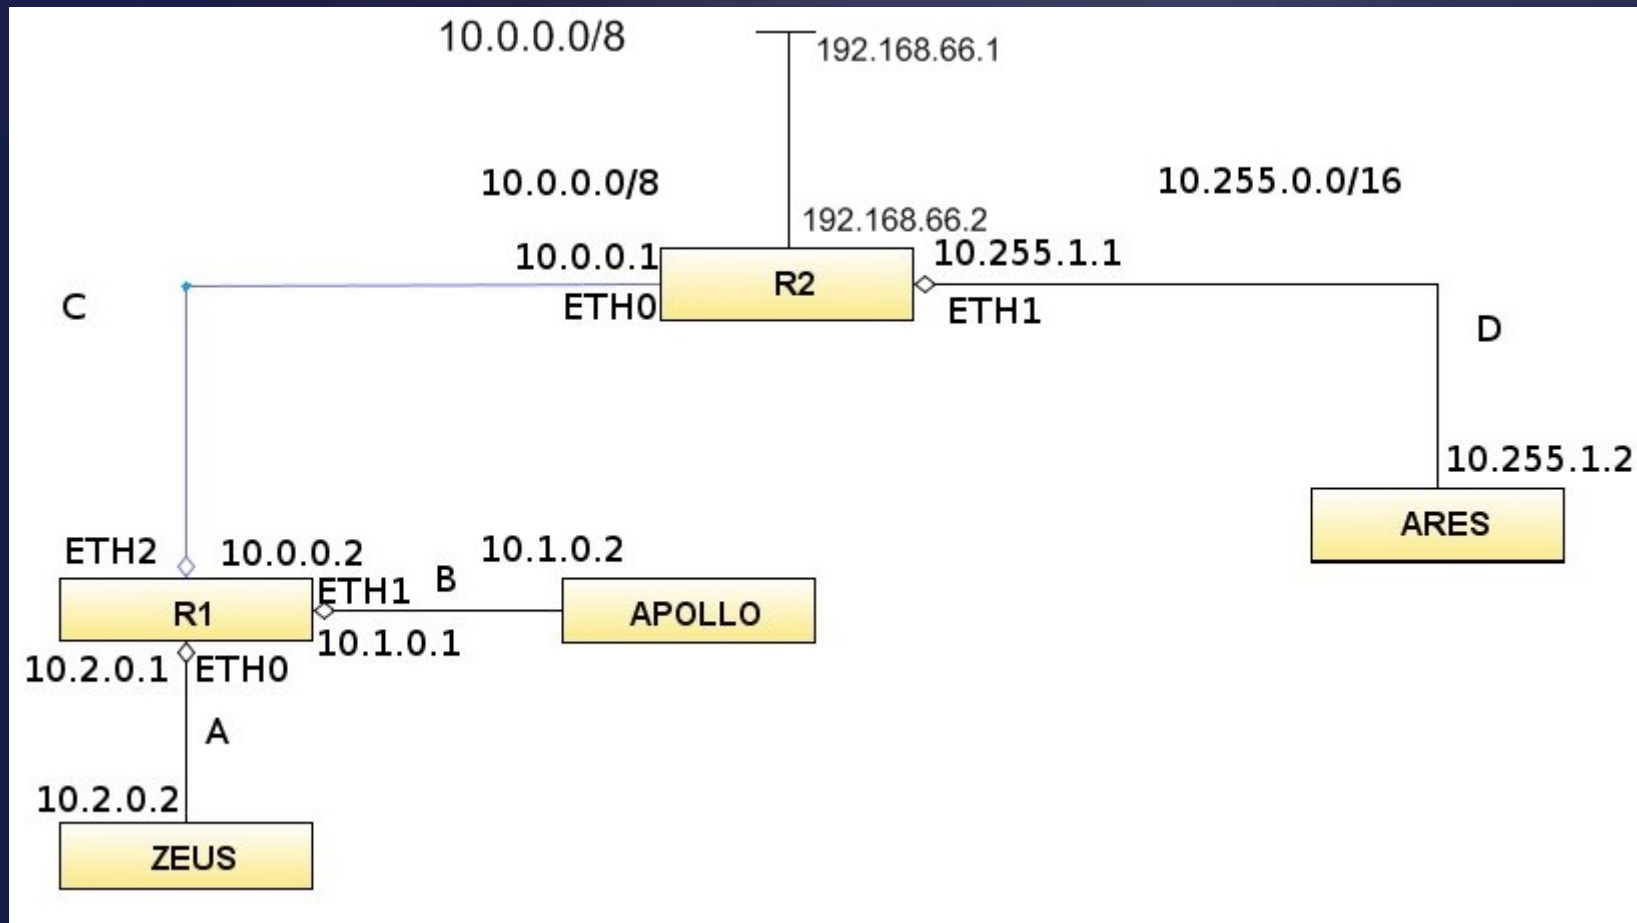 10.0.0.0/8
192.168.66.1
10.0.0.0/8
10.255.0.0/16
192.168.66.2
10.0.0.1
R2
10.255.1.1
C
ETH0
ETH1
D
10.255.1.2
ARES
ETH2
10.0.0.2
10.1.0.2
ETH1
B
R1
APOLLO
10.1.0.1
10.2.0.1
ETH0
A
10.2.0.2
ZEUS